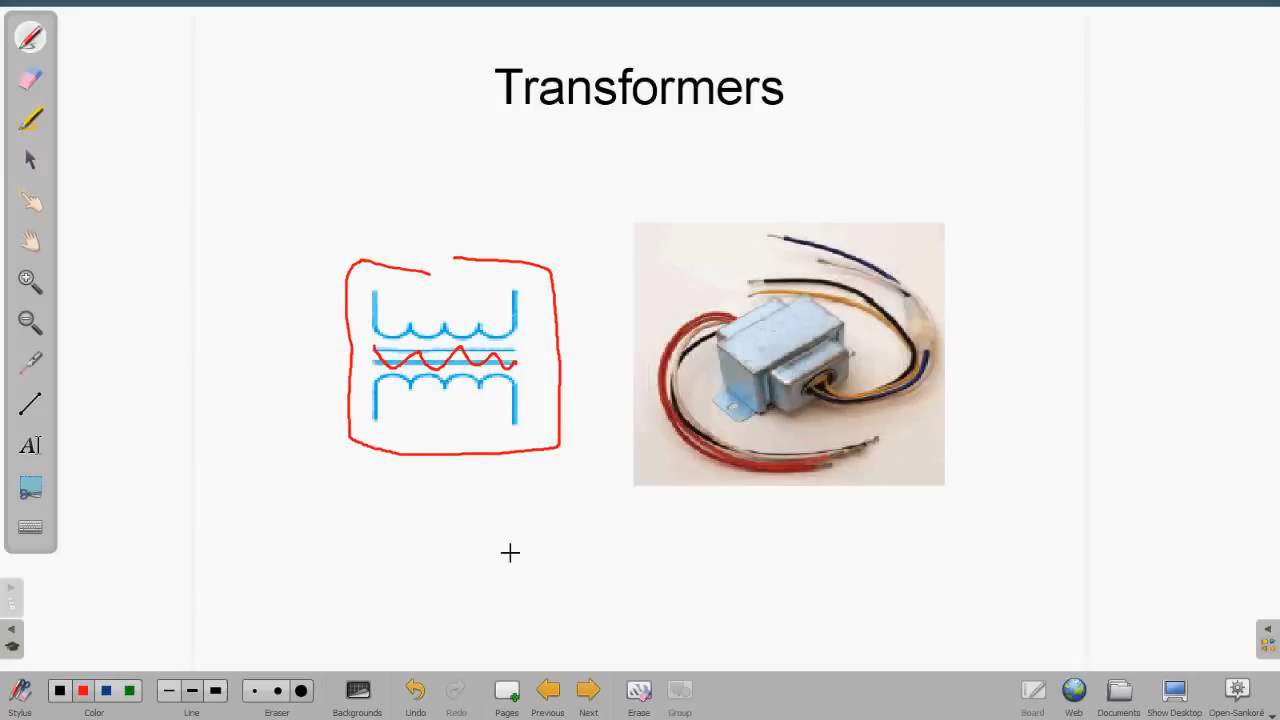 Transformers
A
Stylus
Color
Line
Eraser
Backgrounds
Undo
Redo
Pages
Previous
Next
Erase
Group
Board
Web
Documents
Show Desktop
Open-Sankoré